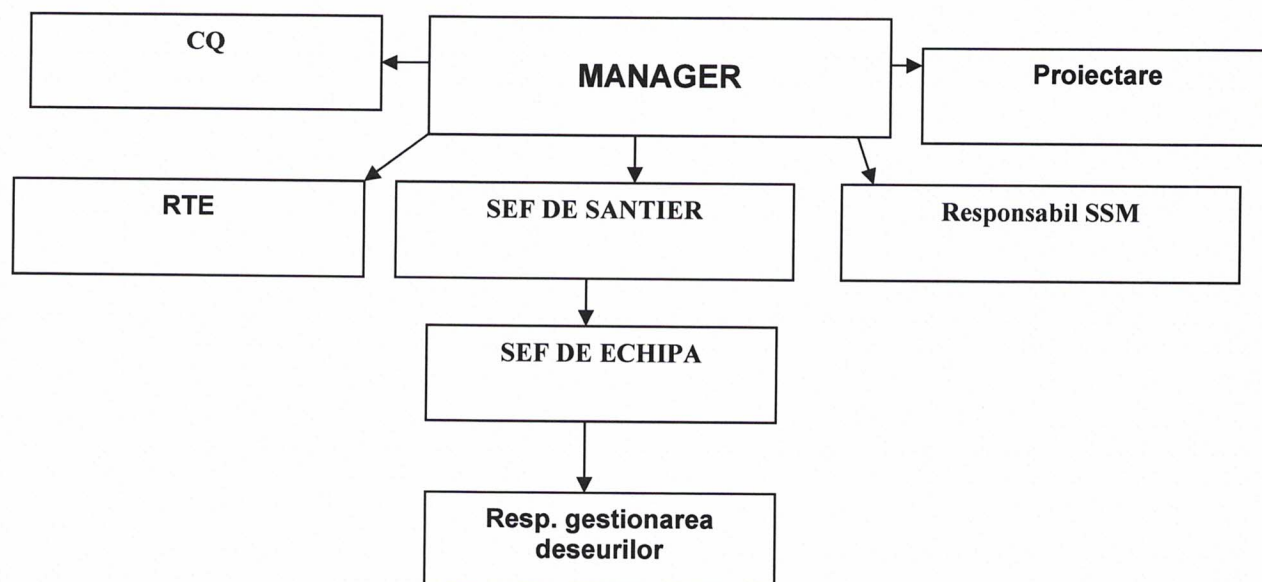 CQ
MANAGER
Proiectare
RTE
SEF DE SANTIER
Responsabil SSM
SEF DE ECHIPA
Resp. gestionarea
deseurilor